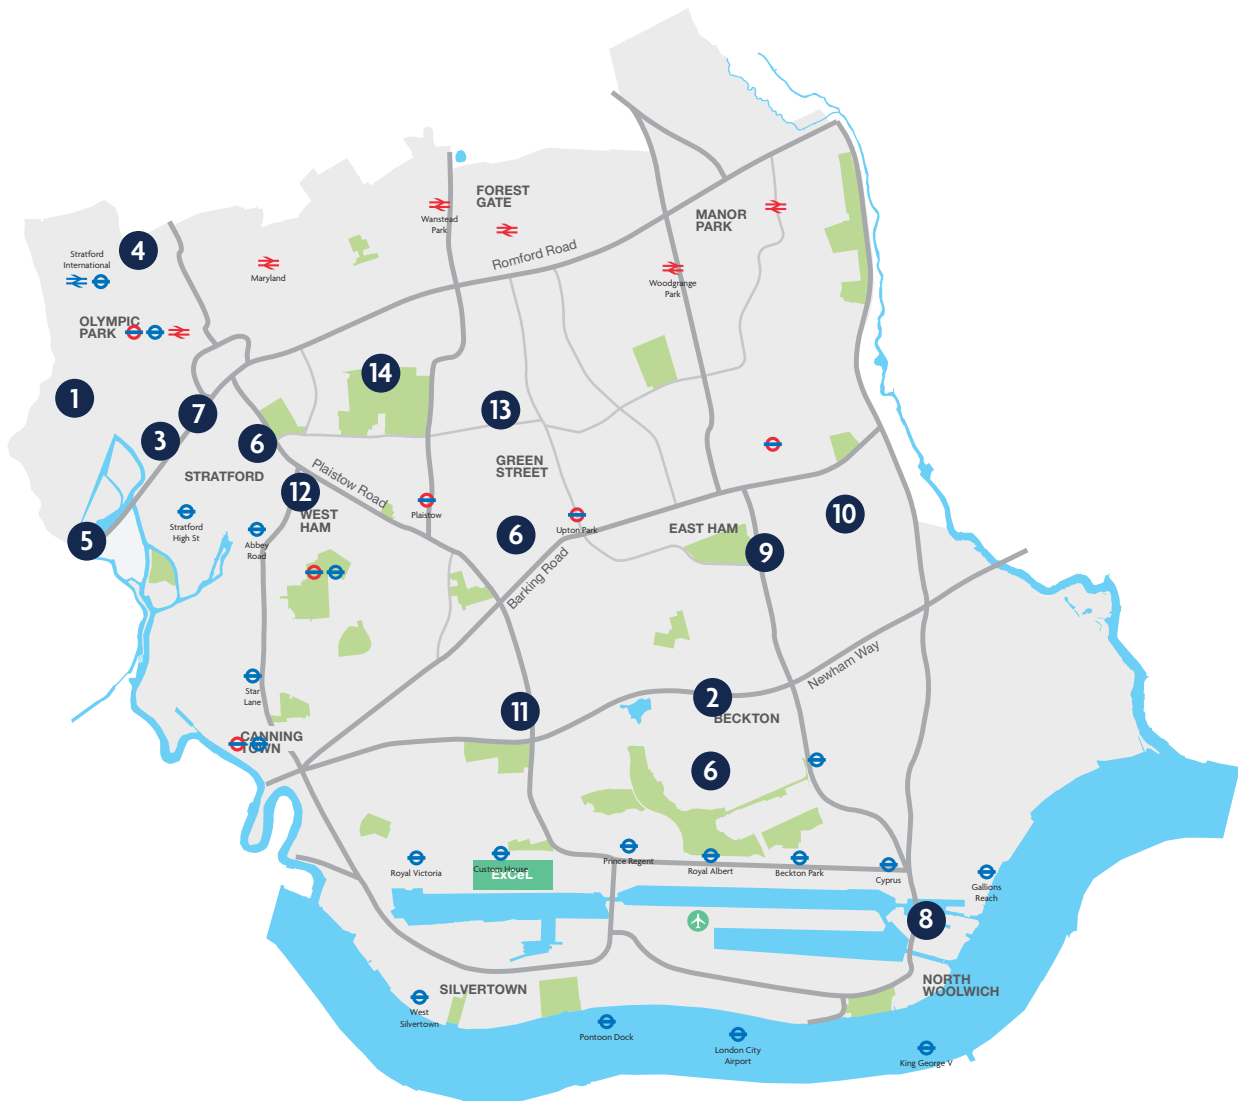 FOREST
GATE
Wanstead
Park
MANOR
PARK
4
Romford Road
Stratford
International
Maryland
Woodgrange
Park
OLYMPIC
PARK
14
1
7
13
3
6
GREEN
STREET
STRATFORD
Plaistow Road
12
WEST
HAM
Plaistow
10
Stratford
High St
Upton Park
EAST HAM
5
Abbey
Road
6
9
Barking Road
Newham Way
Star
Lane
2
BECKTON
11
CANNING
TOWN
6
Prince Regent
Royal Victoria
Custom House
ExCeL
Royal Albert
Beckton Park
Cyprus
Gallions
Reach
8
SILVERTOWN
NORTH
WOOLWICH
West
Silvertown
Pontoon Dock
London City
Airport
King George V